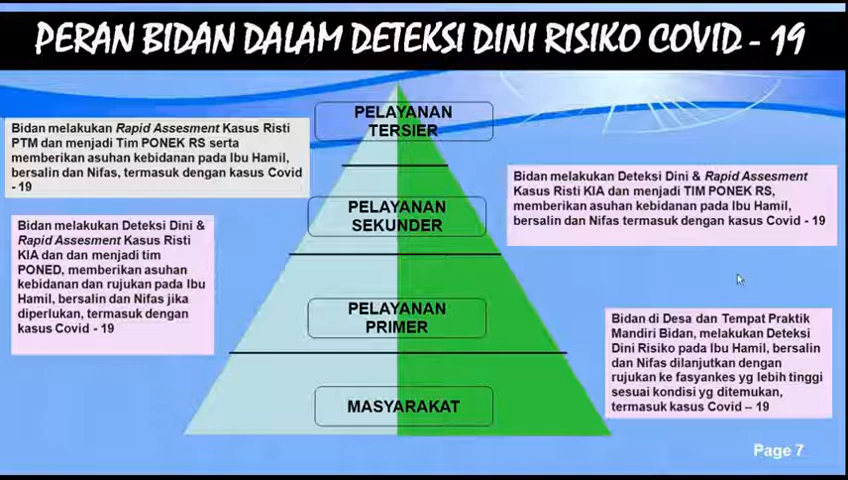 PERAN BIDAN DALAM DETEKSI DINI RISIKO COVID - 19
PELAYANAN
TERSIER
Bidan melakukan Rapid Assesment Kasus Risti
PTM dan menjadi Tim PONEK RS serta
memberikan asuhan kebidanan pada Ibu Hamil,
bersalin dan Nifas, termasuk dengan kasus Covid
- 19
Bidan melakukan Deteksi Dini & Rapid Assesment
Kasus Risti KIA dan menjadi TIM PONEK RS,
memberikan asuhan kebidanan pada Ibu Hamil,
bersalin dan Nifas termasuk dengan kasus Covid - 19
PELAYANAN
SEKUNDER
Bidan melakukan Deteksi Dini &
Rapid Assesment Kasus Risti
KIA dan dan menjadi tim
PONED, memberikan asuhan
kebidanan dan rujukan pada Ibu
Hamil, bersalin dan Nifas jika
diperlukan, termasuk dengan
kasus Covid - 19
PELAYANAN
PRIMER
Bidan di Desa dan Tempat Praktik
Mandiri Bidan, melakukan Deteksi
Dini Risiko pada Ibu Hamil, bersalin
dan Nifas dilanjutkan dengan
rujukan ke fasyankes yg lebih tinggi
sesuai kondisi yg ditemukan,
termasuk kasus Covid – 19
MASYARAKAT
Page 7